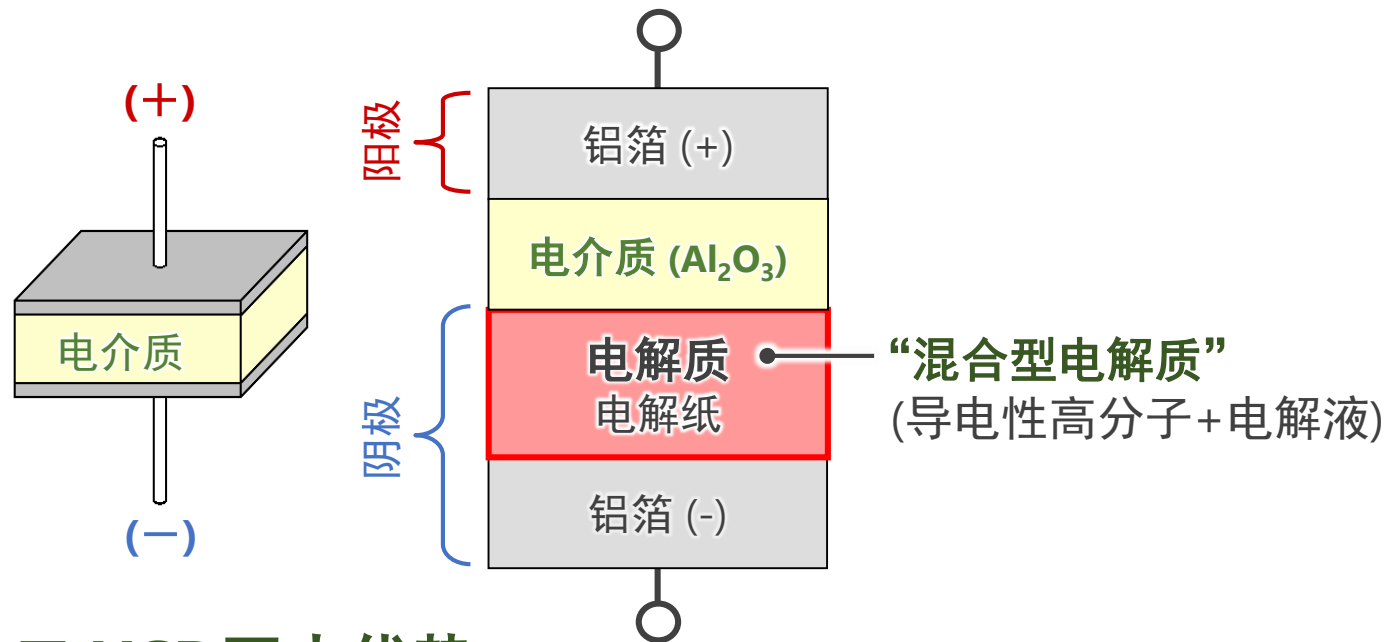 (+)
电介质
(—)
阳极
铝箔 (+)
电介质 (Al₂O₃)
阴极
电解质
电解纸
铝箔 (-)
“混合型电解质”
(导电性高分子+电解液)